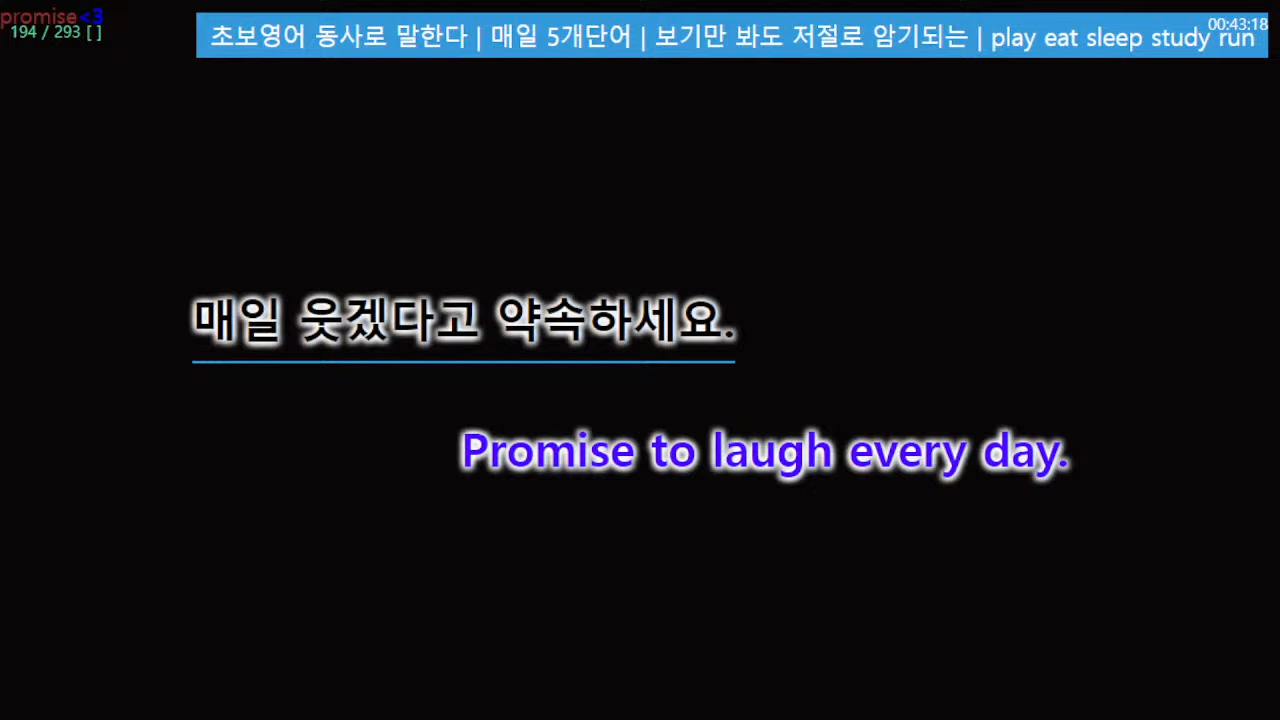 promise<3
194 / 293 [ ]
초보영어 동사로 말한다 | 매일 5개단어 | 보기만 봐도 저절로 암기되는 | play eat sleep study run
00:43:18
매일 웃겠다고 약속하세요.
Promise to laugh every day.